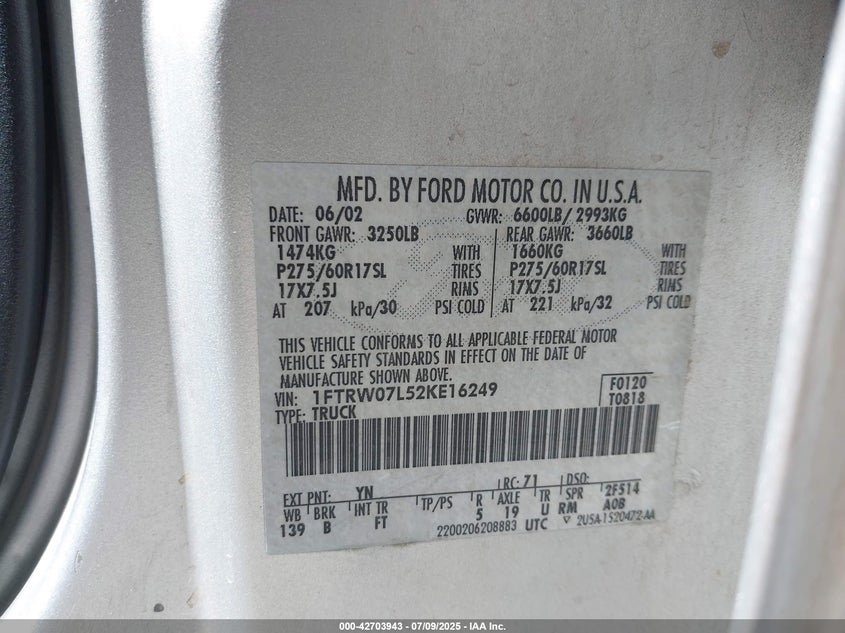 MFD. BY FORD MOTOR CO. IN U.S.A.
DATE: 06/02 GVWR: 6600LB/ 2993KG
FRONT GAWR: 3250LB REAR GAWR: 3660LB
1474KG WITH 1660KG WITH
P275/60R17SL TIRES P275/60R17SL TIRES
17X7.5J RIMS 17X7.5J RIMS
AT 207 kPa/30 PSI COLD AT 221 kPa/32 PSI COLD
THIS VEHICLE CONFORMS TO ALL APPLICABLE FEDERAL MOTOR
VEHICLE SAFETY STANDARDS IN EFFECT ON THE DATE OF
MANUFACTURE SHOWN ABOVE.
VIN: 1FTRW07L52KE16249 F0120
TYPE: TRUCK T0818
EXT PNT: YN RC: 71 DSO:
WB BRK INT TR TP/PS R AXLE TR SPR 2F514
139 B FT 5 19 U RM A0B
2200206208883 UTC ▽ 2USA-1520472-AA
000-42703943 - 07/09/2025 - IAA Inc.